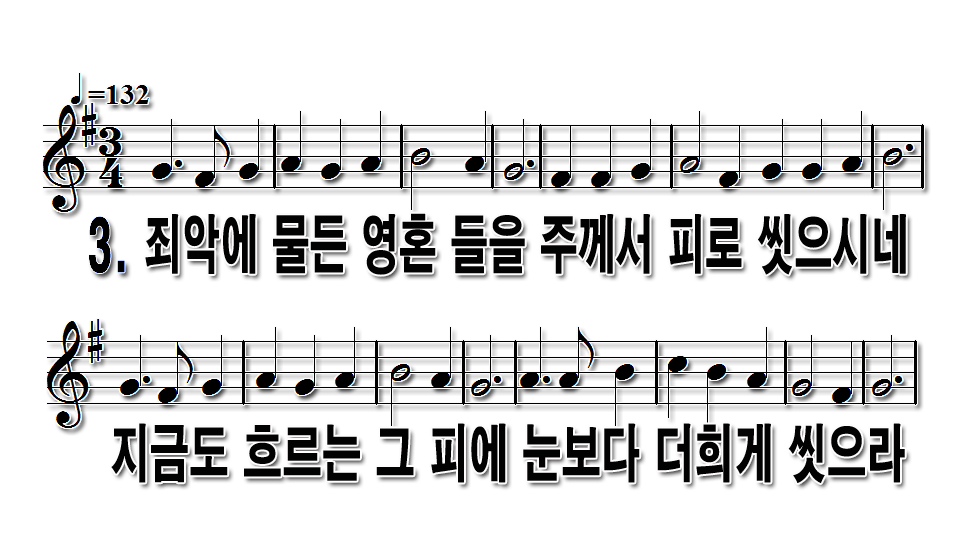 ♩=132
3/4
3. 죄악에 물든 영혼 들을 주께서 피로 씻으시네
지금도 흐르는 그 피에 눈보다 더희게 씻으라